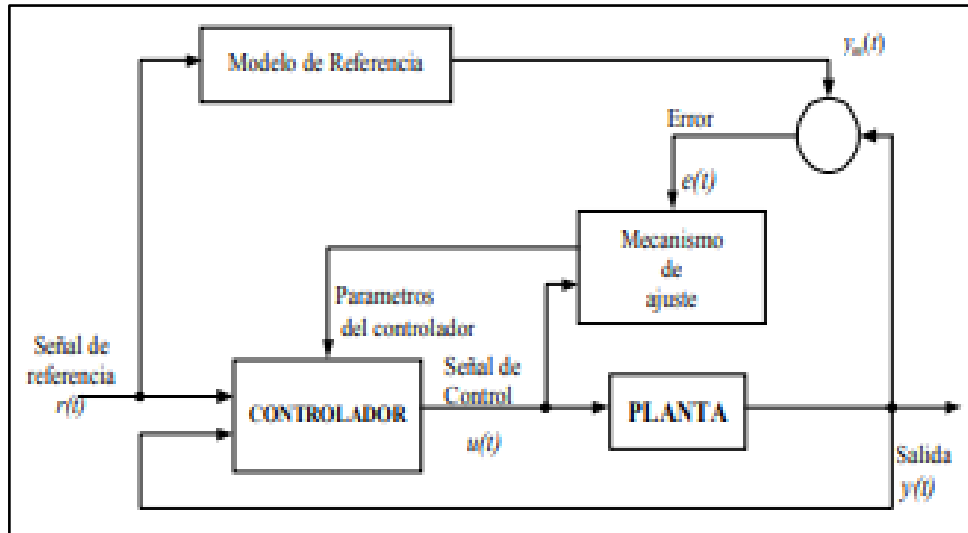 Modelo de Referencia
yₘ(t)
Error
e(t)
Mecanismo
de
ajuste
Parametros
del controlador
Señal de
referencia
r(t)
CONTROLADOR
Señal de
Control
u(t)
PLANTA
Salida
y(t)